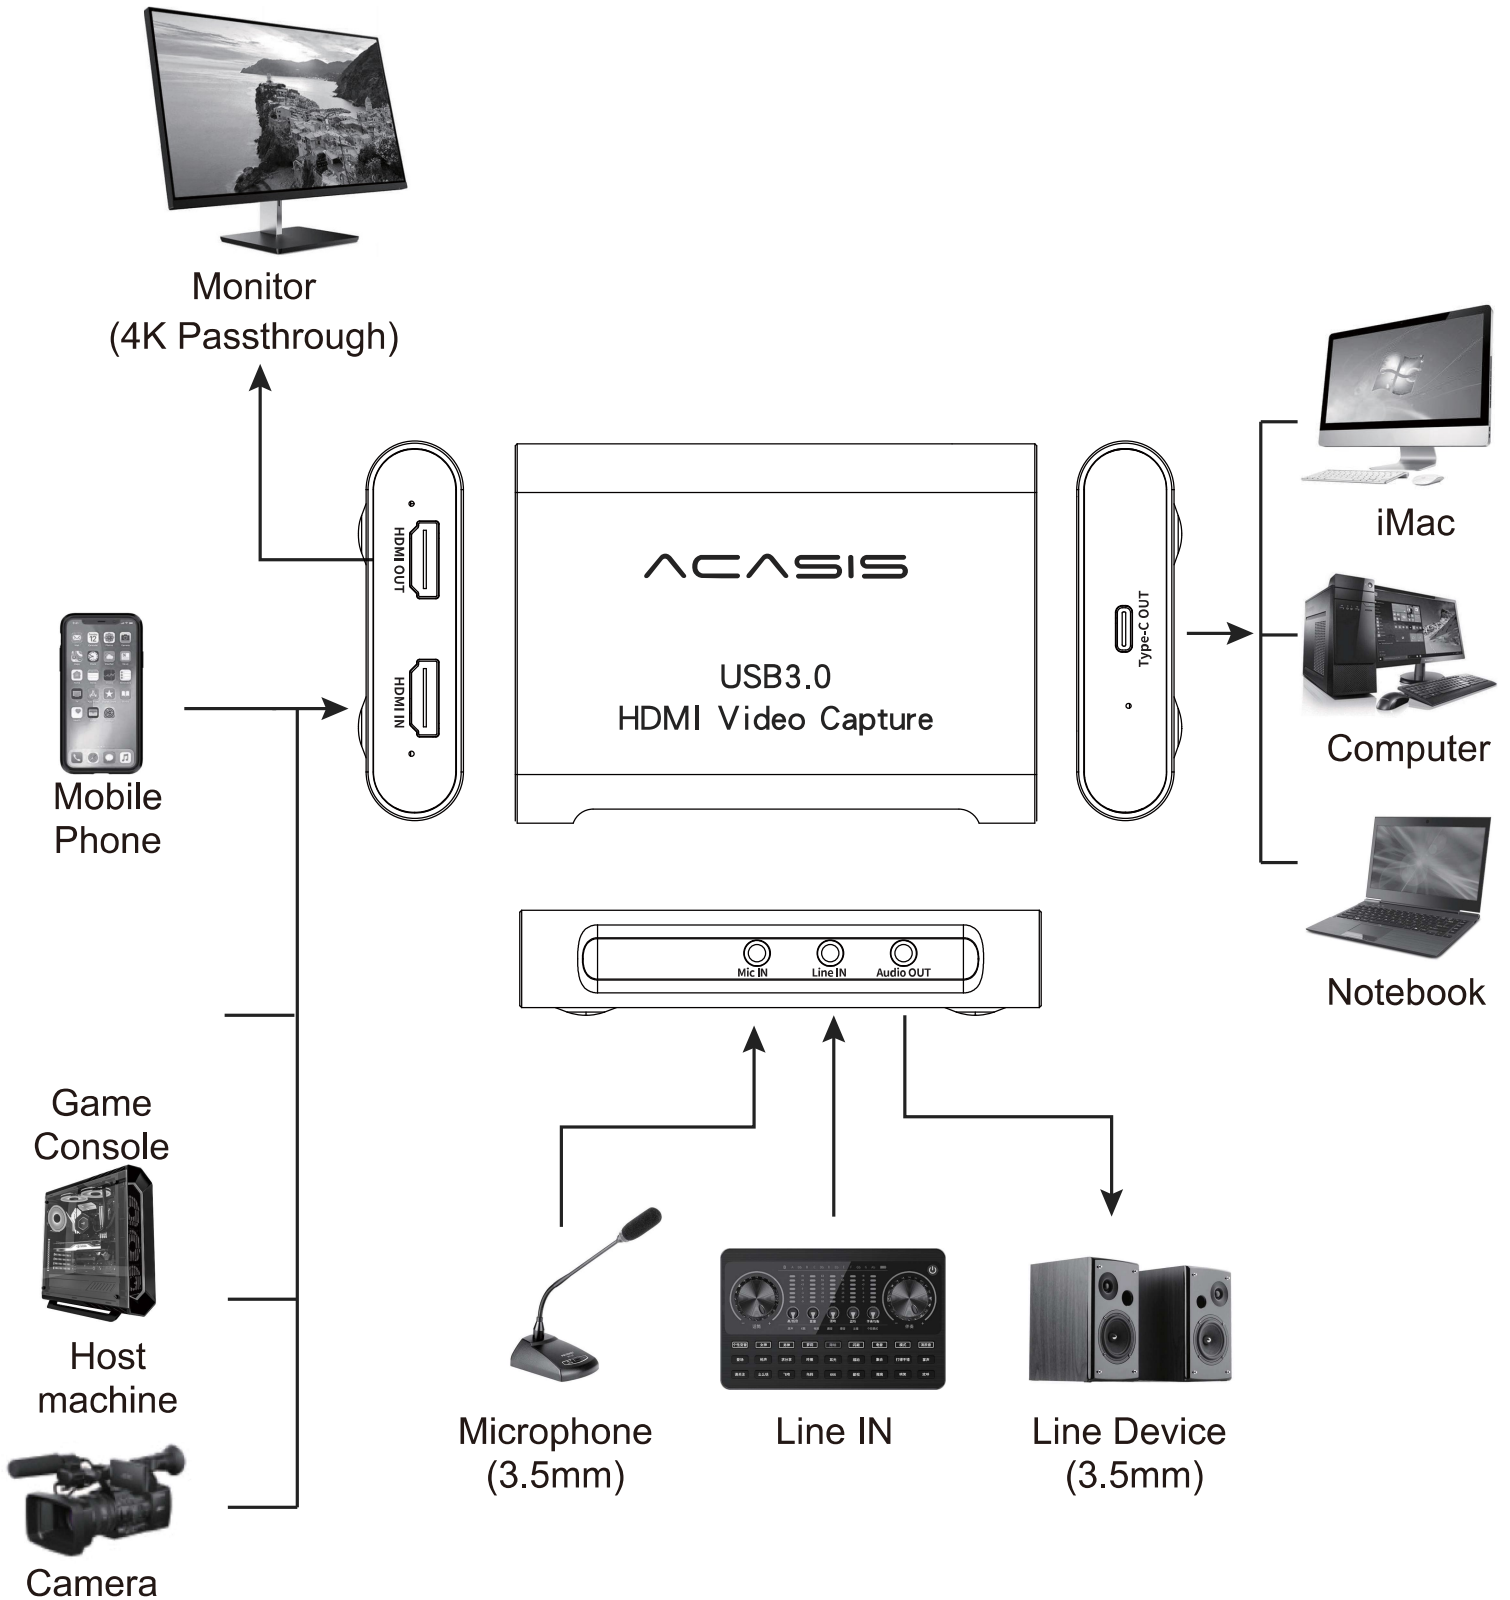 Monitor
(4K Passthrough)
iMac
HDMI OUT
HDMI IN
ACASIS
USB3.0
HDMI Video Capture
Type-C OUT
Computer
Mobile
Phone
Mic IN
Line IN
Audio OUT
Notebook
Game
Console
Host
machine
Microphone
(3.5mm)
Line IN
Line Device
(3.5mm)
Camera